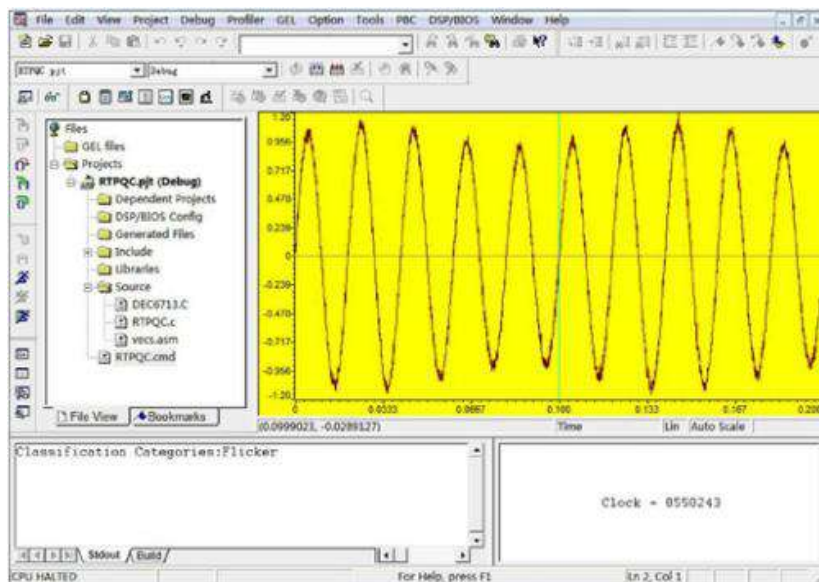 File Edit View Project Debug Profiler GEL Option Tools PBC DSP/BIOS Window Help
RTPQC.pjt Debug
Files
GEL files
Projects
RTPQC.pjt (Debug)
Dependent Projects
DSP/BIOS Config
Generated Files
Include
Libraries
Source
DEC6713.C
RTPQC.c
vecs.asm
RTPQC.cmd
File View Bookmarks
1.20
0.956
0.717
0.478
0.239
0
-0.239
-0.478
-0.717
-0.956
-1.20
0 0.0333 0.0667 0.100 0.133 0.167 0.200
(0.0999023, -0.0289127) Time Lin Auto Scale
Classification Categories:Flicker
Clock = 8550243
Stdout Build
CPU HALTED For Help, press F1 Ln 2, Col 1